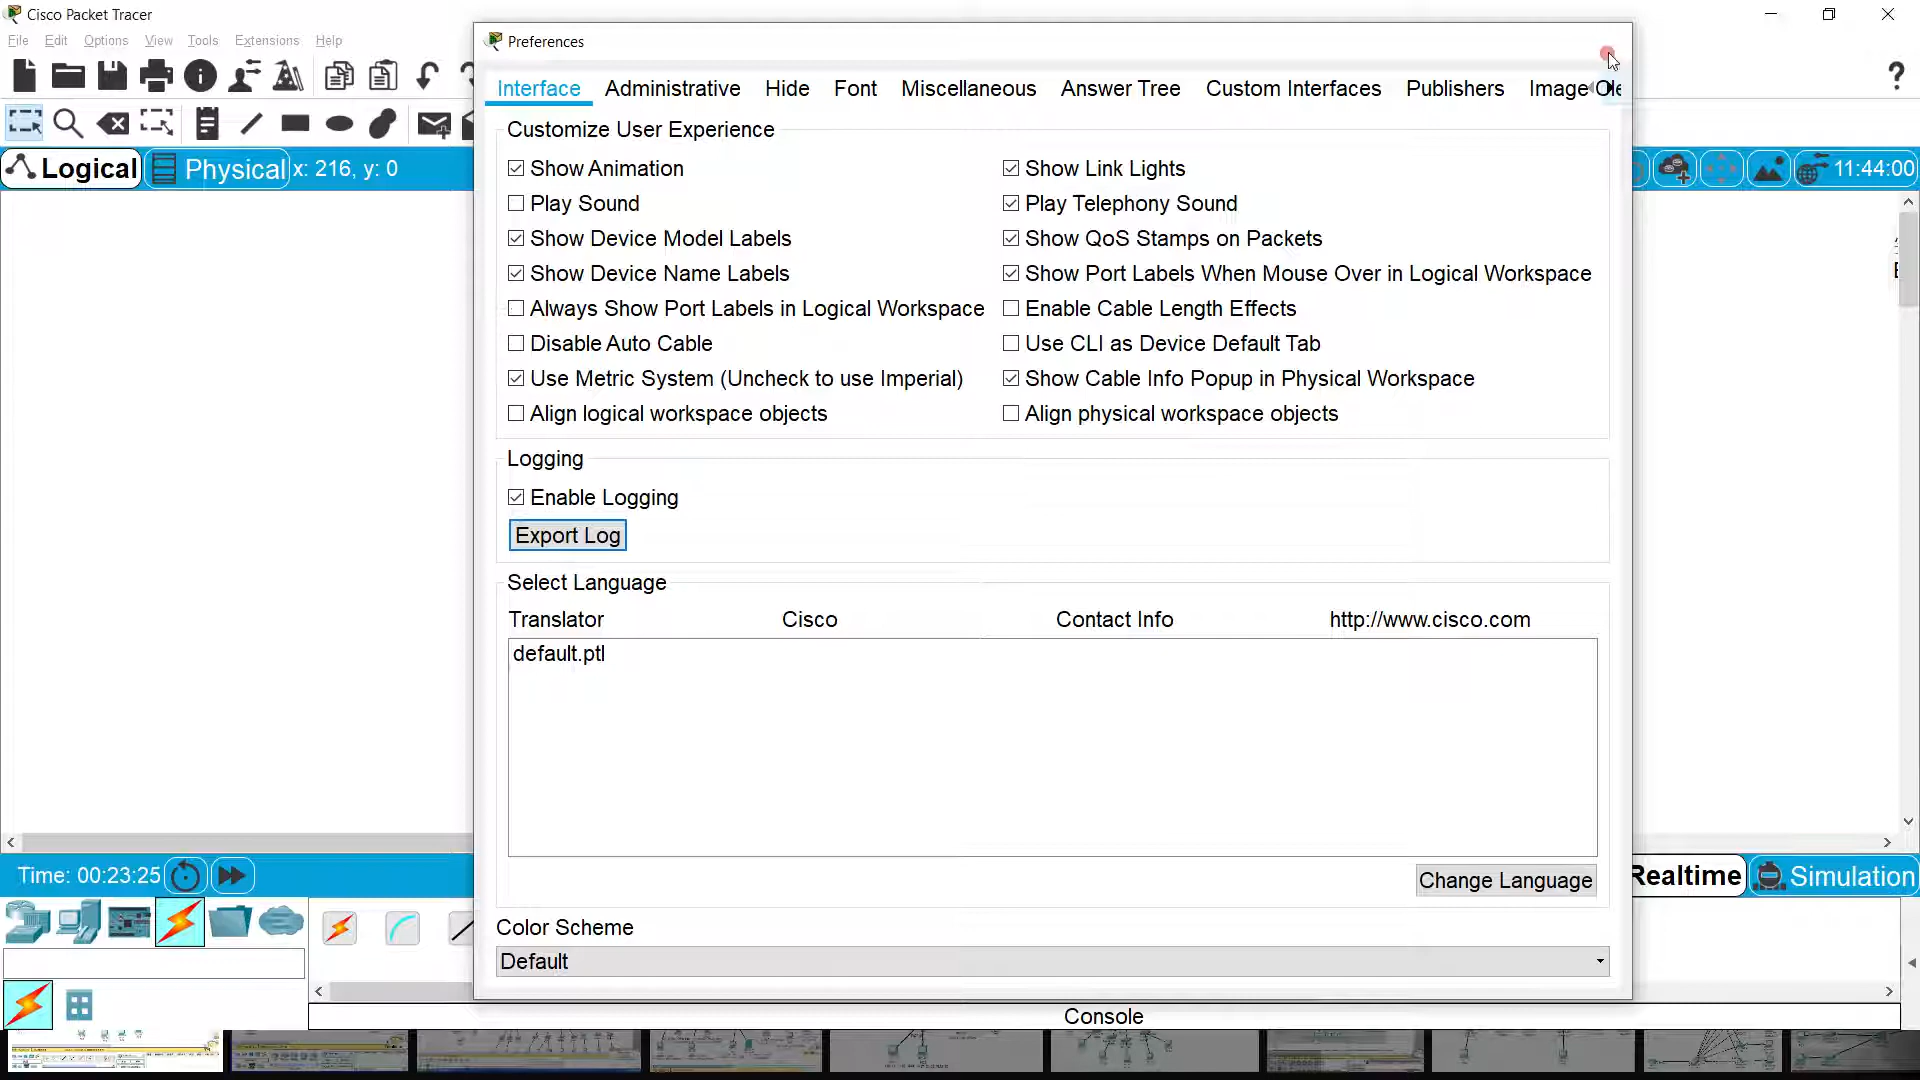 Cisco Packet Tracer
File Edit Options View Tools Extensions Help
Logical
Physical
x: 216, y: 0
11:44:00
Preferences
Interface Administrative Hide Font Miscellaneous Answer Tree Custom Interfaces Publishers Image
Customize User Experience
Show Animation
Show Link Lights
Play Sound
Play Telephony Sound
Show Device Model Labels
Show QoS Stamps on Packets
Show Device Name Labels
Show Port Labels When Mouse Over in Logical Workspace
Always Show Port Labels in Logical Workspace
Enable Cable Length Effects
Disable Auto Cable
Use CLI as Device Default Tab
Use Metric System (Uncheck to use Imperial)
Show Cable Info Popup in Physical Workspace
Align logical workspace objects
Align physical workspace objects
Logging
Enable Logging
Export Log
Select Language
Translator Cisco Contact Info http://www.cisco.com
default.ptl
Change Language
Color Scheme
Default
Time: 00:23:25
Realtime
Simulation
Console